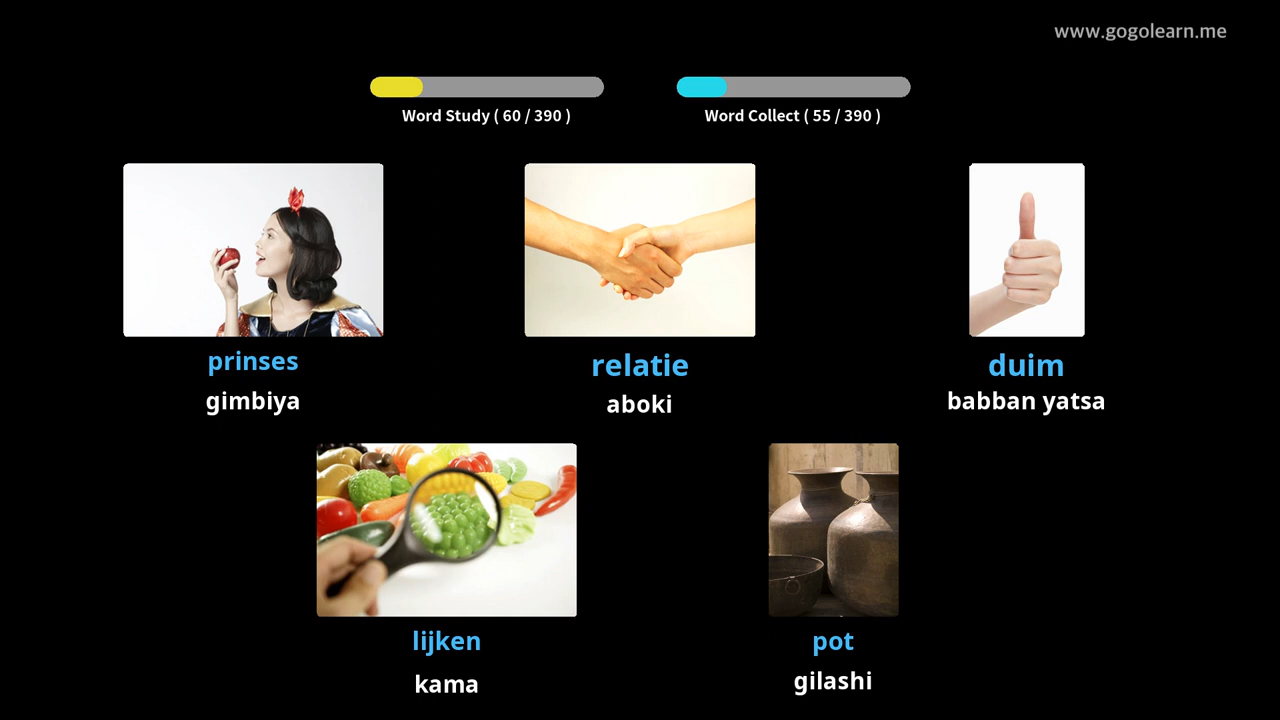 www.gogolearn.me
Word Study ( 60 / 390 )
Word Collect ( 55 / 390 )
prinses
gimbiya
relatie
aboki
duim
babban yatsa
lijken
kama
pot
gilashi